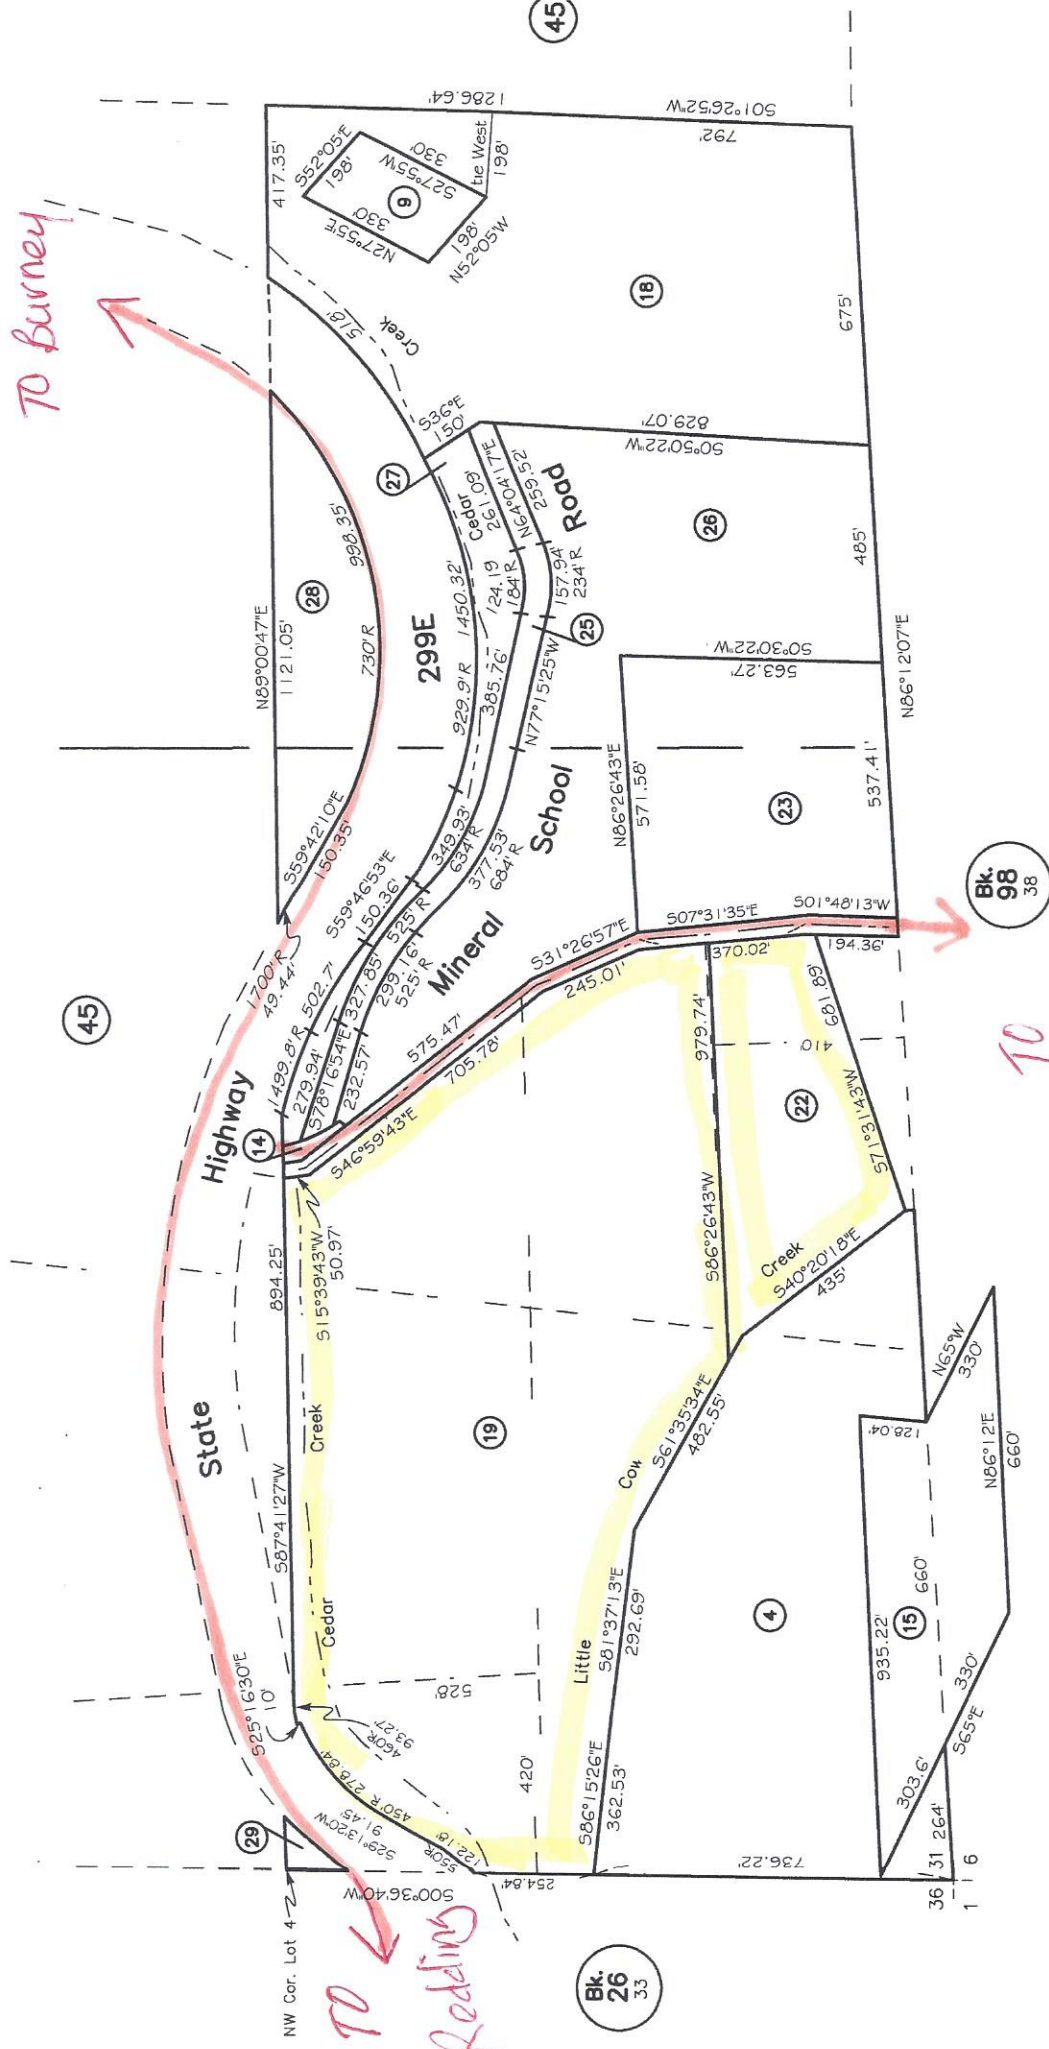 TO Burney
45
45
N89°00'47"E
1121.05'
417.35'
1286.64'
S01°26'52"W
792'
S52°05'E
198'
S27°55'W
330'
9
330'
N27°55'E
198'
N52°05'W
tie West
198'
28
998.35'
730'R
S59°42'10"E
150.35'
1700'R
49.44'
518'
Creek
S36°E
150'
27
18
675'
829.07'
S0°50'22"W
26
485'
Cedar
261.09'
N64°04'17"E
259.52'
Road
299E
929.9'R
1450.32'
124.19
184'R
385.76'
157.94'
234'R
25
N77°15'25"W
S0°30'22"W
563.27'
N86°12'07"E
N86°26'43"E
571.58'
23
537.41'
School
Mineral
349.93'
634'R
377.53'
684'R
S59°46'53"E
150.36'
525'R
327.85'
299.16'
525'R
1499.8'R
502.7'
279.94'
S78°16'54"E
232.57'
14
S31°26'57"E
245.01'
S07°31'35"E
370.02'
S01°48'13"W
194.36'
Bk.
98
38
TO
575.47'
705.78'
S46°59'43"E
979.74'
S86°26'43"W
681.89'
S71°31'43"W
410'
22
Creek
S40°20'18"E
435'
State
Highway
894.25'
S87°41'27"W
S15°39'43"W
50.97'
Cedar
Creek
19
528'
420'
Little
Cow
S61°35'34"E
482.55'
S81°37'13"E
292.69'
S86°15'26"E
362.53'
S25°16'30"E
10'
460'R
93.27'
450'R
278.84'
S29°13'20"W
91.45'
550'R
122.18'
29
NW Cor. Lot 4
S00°36'40"W
254.84'
736.22'
4
935.22'
128.04'
15
660'
N65°W
330'
N86°12'E
660'
S65°E
330'
303.6'
264'
36
31
1
6
Bk.
26
33
TO
Redding